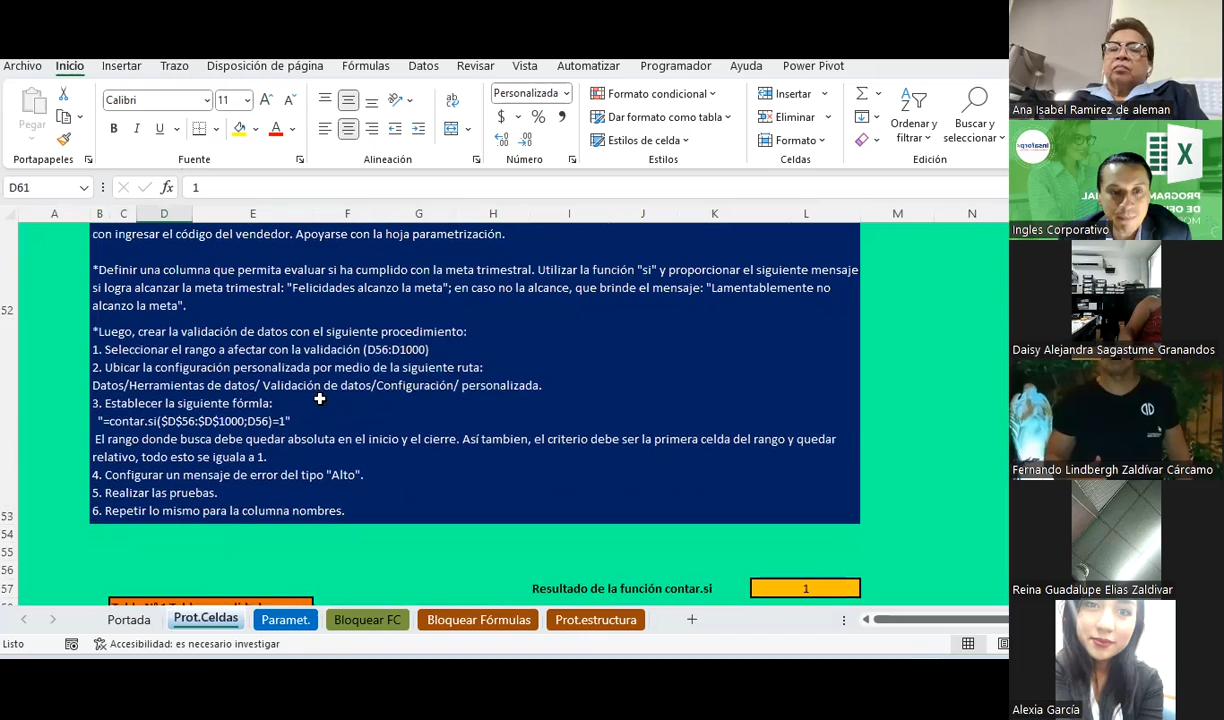 Archivo Inicio Insertar Trazo Disposición de página Fórmulas Datos Revisar Vista Automatizar Programador Ayuda Power Pivot
Pegar
Calibri 11
Personalizada
Formato condicional
Dar formato como tabla
Estilos de celda
Insertar
Eliminar
Formato
Ordenar y filtrar
Buscar y seleccionar
Portapapeles Fuente Alineación Número Estilos Celdas Edición
D61 fx 1
A B C D E F G H I J K L M N
con ingresar el código del vendedor. Apoyarse con la hoja parametrización.
*Definir una columna que permita evaluar si ha cumplido con la meta trimestral. Utilizar la función "si" y proporcionar el siguiente mensaje
si logra alcanzar la meta trimestral: "Felicidades alcanzo la meta"; en caso no la alcance, que brinde el mensaje: "Lamentablemente no
alcanzo la meta".
52
*Luego, crear la validación de datos con el siguiente procedimiento:
1. Seleccionar el rango a afectar con la validación (D56:D1000)
2. Ubicar la configuración personalizada por medio de la siguiente ruta:
Datos/Herramientas de datos/ Validación de datos/Configuración/ personalizada.
3. Establecer la siguiente fórmla:
"=contar.si($D$56:$D$1000;D56)=1"
El rango donde busca debe quedar absoluta en el inicio y el cierre. Así tambien, el criterio debe ser la primera celda del rango y quedar
relativo, todo esto se iguala a 1.
4. Configurar un mensaje de error del tipo "Alto".
5. Realizar las pruebas.
6. Repetir lo mismo para la columna nombres.
53
54
55
56
57 Resultado de la función contar.si 1
Portada Prot.Celdas Paramet. Bloquear FC Bloquear Fórmulas Prot.estructura
Listo Accesibilidad: es necesario investigar
Ana Isabel Ramirez de aleman
Insaforp
Ingles Corporativo
Daisy Alejandra Sagastume Granandos
Fernando Lindbergh Zaldívar Cárcamo
Reina Guadalupe Elias Zaldivar
Alexia García